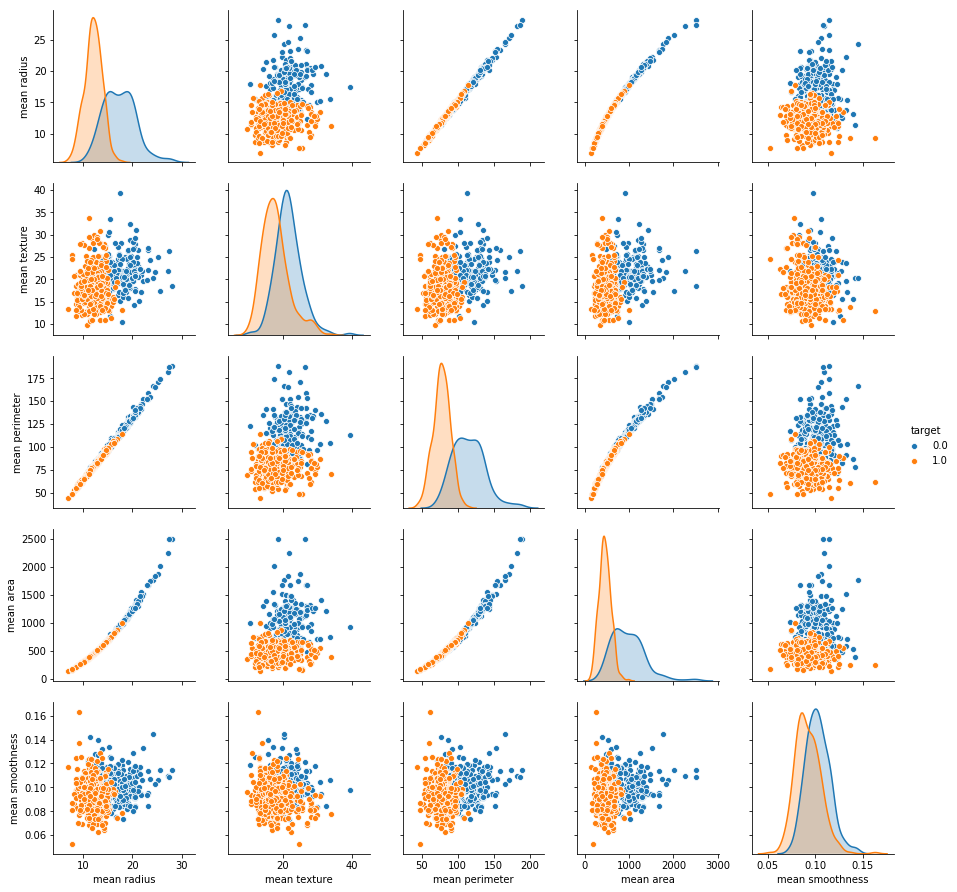 25
20
15
10
mean radius
40
35
30
25
20
15
10
mean texture
175
150
125
100
75
50
mean perimeter
target
0.0
1.0
2500
2000
1500
1000
500
0
mean area
0.16
0.14
0.12
0.10
0.08
0.06
mean smoothness
10 20 30
mean radius
20 40
mean texture
50 100 150 200
mean perimeter
0 1000 2000 3000
mean area
0.05 0.10 0.15
mean smoothness